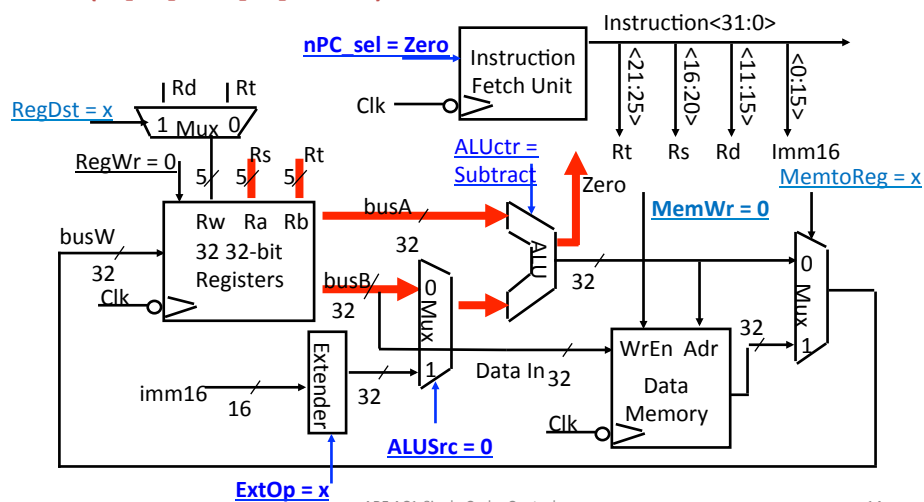 Instruction<31:0>
nPC_sel = Zero
Instruction
Fetch Unit
<21:25>
<16:20>
<11:15>
<0:15>
Rd
Rt
Clk
RegDst = x
1 Mux 0
RegWr = 0
5
Rs
5
Rt
5
ALUctr =
Subtract
Zero
Rt
Rs
Rd
Imm16
MemtoReg = x
MemWr = 0
busA
32
busW
32
Rw Ra Rb
32 32-bit
Registers
Clk
busB
32
0
Mux
1
ALU
32
0
Mux
1
32
WrEn Adr
Data
Memory
Data In
32
Clk
imm16
16
Extender
32
ALUSrc = 0
ExtOp = x